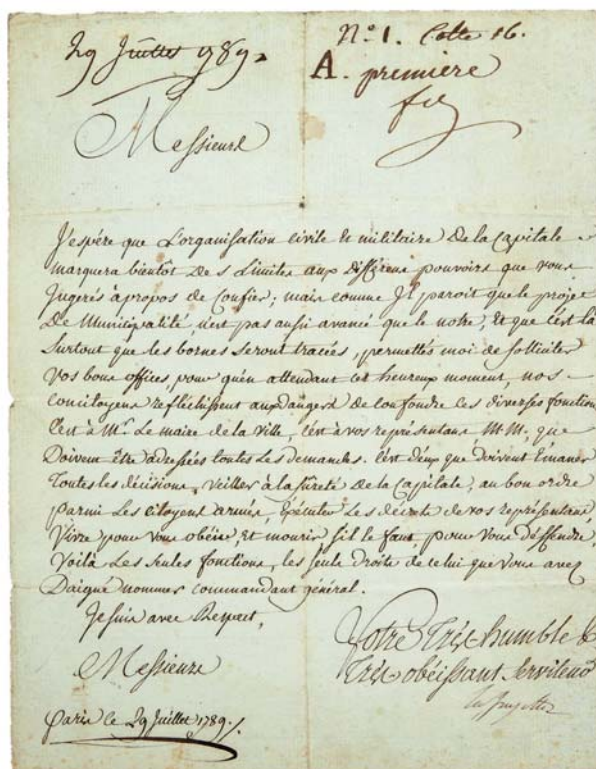 29 Juillet 1789.
N.º 1. Cotte 16.
A. première
Messieurs
J'espère que L'organisation civile et militaire De la Capitale
marquera bientôt Des Limites aux Différens pouvoirs que vous
Jugerés à propos de Confier; mais comme Il paroit que le projet
De Municipalité, n'est pas aussi avancé que le notre, Et que c'est là
Surtout que les bornes seront tracées, permettés moi de solliciter
Vos bons offices, pour qu'en attendant cet heureux moment, nos
concitoyens reflèchissent aux dangers de confondre ces diverses fonctions
C'est à M.r Le maire de la ville, c'est à vos représentans, M.M, que
Doivent être adressées toutes Les demandes. C'est d'eux que doivent Emaner
Toutes les décisions, Veiller à la sûreté De la Capitale, au bon ordre
parmi Les citoyens armés, Exécuter Les décrets de vos représentans,
Vivre pour vous obéir, Et mourir s'il le faut, pour Vous déffendre,
Voilà Les seules fonctions, les seuls Droits de celui que vous avez
Daigné nommer commandant général.
Je suis avec Respect,
Messieurs
Votre Très humble &
Très obéissant Serviteur
Lafayette
Paris le 29 Juillet 1789./.